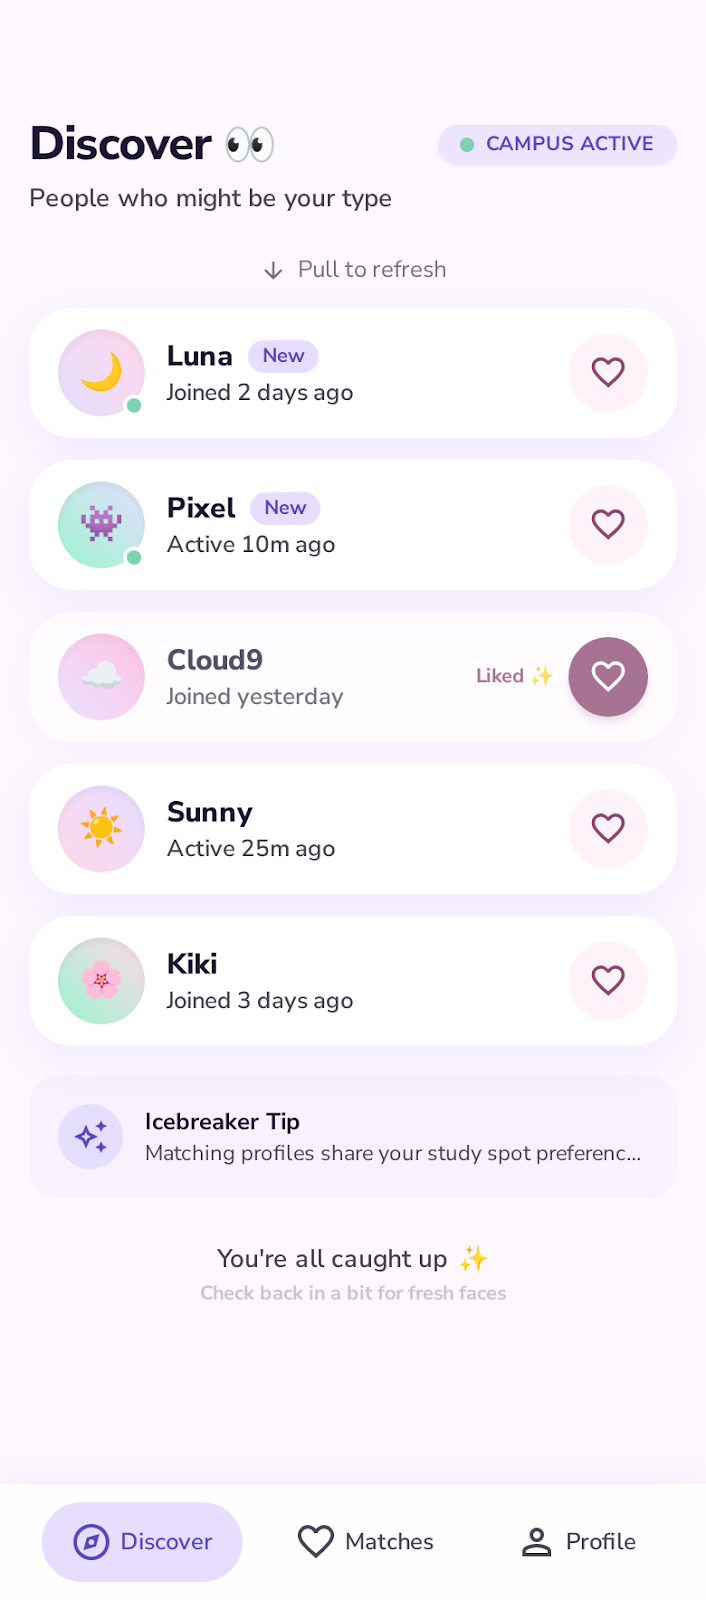 Discover 👀
CAMPUS ACTIVE
People who might be your type
Pull to refresh
Luna New
Joined 2 days ago
Pixel New
Active 10m ago
Cloud9
Joined yesterday
Liked ✨
Sunny
Active 25m ago
Kiki
Joined 3 days ago
Icebreaker Tip
Matching profiles share your study spot preferenc...
You're all caught up ✨
Check back in a bit for fresh faces
Discover
Matches
Profile